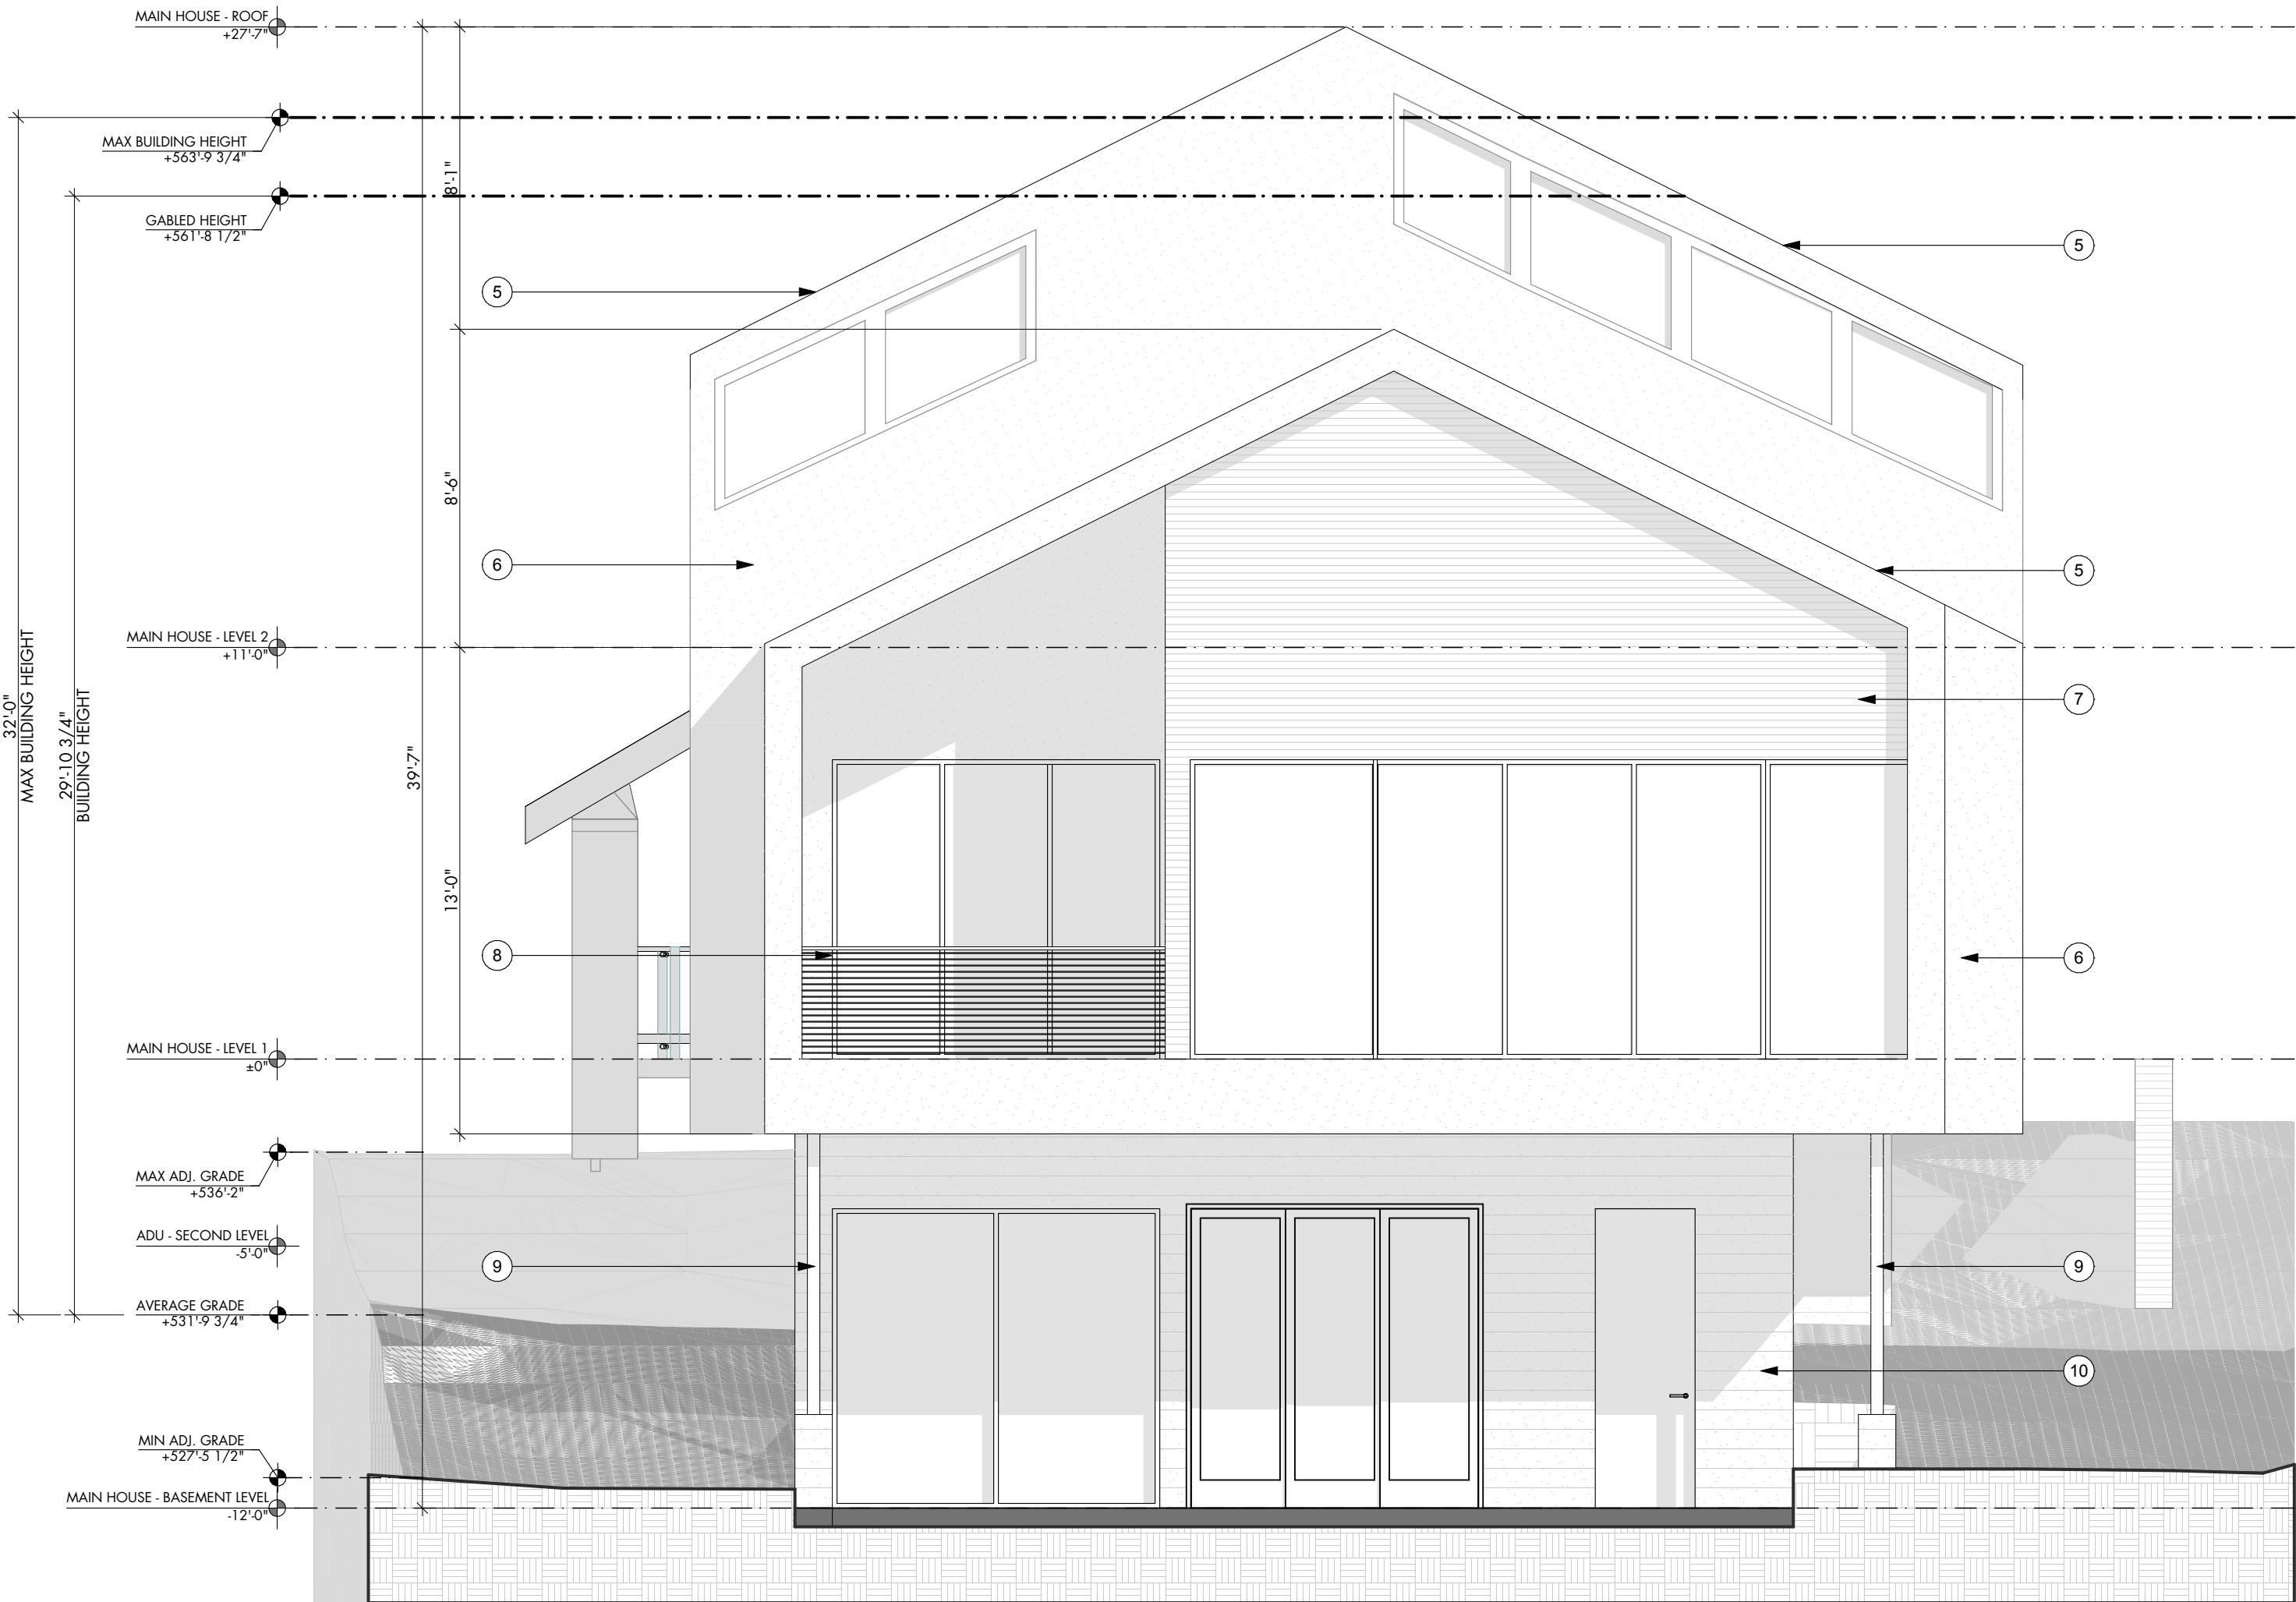 MAIN HOUSE - ROOF
+27'-7"
MAX BUILDING HEIGHT
+563'-9 3/4"
8'-1"
GABLED HEIGHT
+561'-8 1/2"
5
5
8'-6"
6
5
MAIN HOUSE - LEVEL 2
+11'-0"
32'-0"
MAX BUILDING HEIGHT
29'-10 3/4"
BUILDING HEIGHT
39'-7"
7
13'-0"
8
6
MAIN HOUSE - LEVEL 1
±0"
MAX ADJ. GRADE
+536'-2"
ADU - SECOND LEVEL
-5'-0"
9
9
AVERAGE GRADE
+531'-9 3/4"
10
MIN ADJ. GRADE
+527'-5 1/2"
MAIN HOUSE - BASEMENT LEVEL
-12'-0"